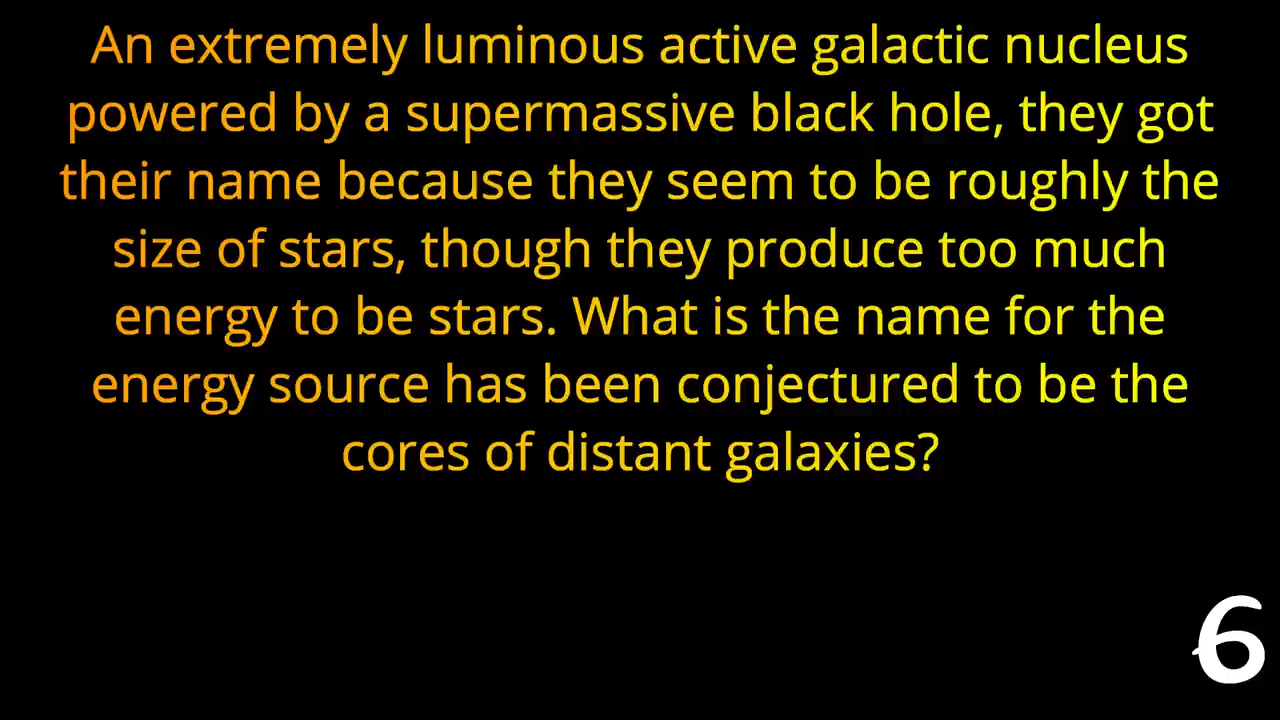 An extremely luminous active galactic nucleus
powered by a supermassive black hole, they got
their name because they seem to be roughly the
size of stars, though they produce too much
energy to be stars. What is the name for the
energy source has been conjectured to be the
cores of distant galaxies?
6